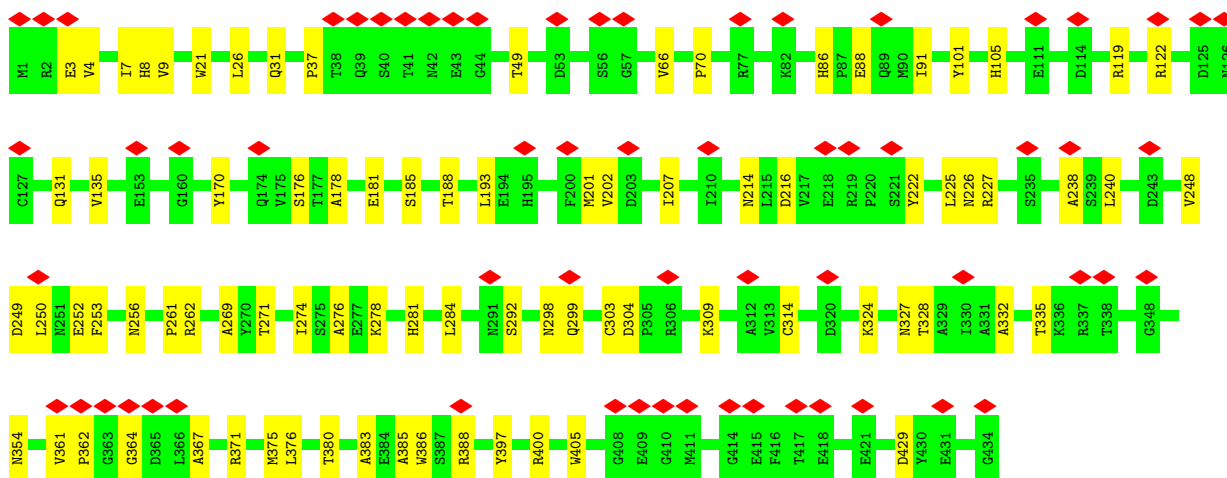 M1 R2 E3 V4 I7 H8 V9 W21 L26 Q31 P37 T38 Q39 S40 T41 N42 E43 G44 T49 D53 S56 G57 V66 P70 R77 K82 H86 P87 E88 Q89 M90 I91 Y101 H105 E111 D114 R119 R122 D125 N126
C127 Q131 V135 E153 G160 Y170 Q174 V175 S176 T177 A178 E181 S185 T188 L193 E194 H195 F200 M201 V202 D203 I207 I210 N214 L215 D216 V217 E218 R219 P220 S221 Y222 L225 N226 R227 S235 A238 S239 L240 D243 V248
D249 L250 N251 E252 F253 N256 P261 R262 A269 Y270 T271 I274 S275 A276 E277 K278 H281 L284 N291 S292 N298 Q299 C303 D304 P305 R306 K309 A312 V313 C314 D320 K324 N327 T328 A329 I330 A331 A332 T335 K336 R337 T338 G348
N354 V361 P362 G363 G364 D365 L366 A367 R371 M375 L376 T380 A383 E384 A385 W386 S387 R388 Y397 R400 W405 G408 E409 G410 M411 G414 E415 F416 T417 E418 E421 D429 Y430 E431 G434